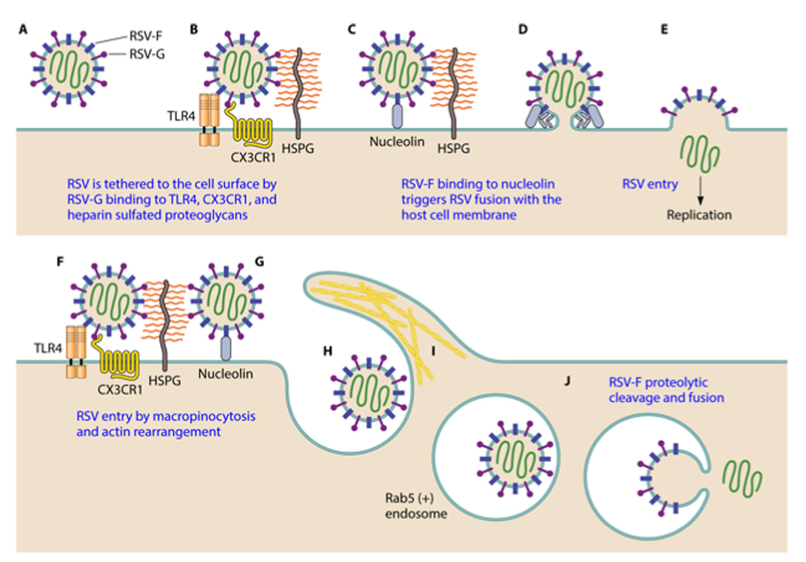 A
RSV-F
RSV-G
B
TLR4
CX3CR1
HSPG
C
Nucleolin
HSPG
D
E
RSV is tethered to the cell surface by
RSV-G binding to TLR4, CX3CR1, and
heparin sulfated proteoglycans
RSV-F binding to nucleolin
triggers RSV fusion with the
host cell membrane
RSV entry
Replication
F
TLR4
CX3CR1
HSPG
G
Nucleolin
RSV entry by macropinocytosis
and actin rearrangement
H
I
Rab5 (+)
endosome
J
RSV-F proteolytic
cleavage and fusion